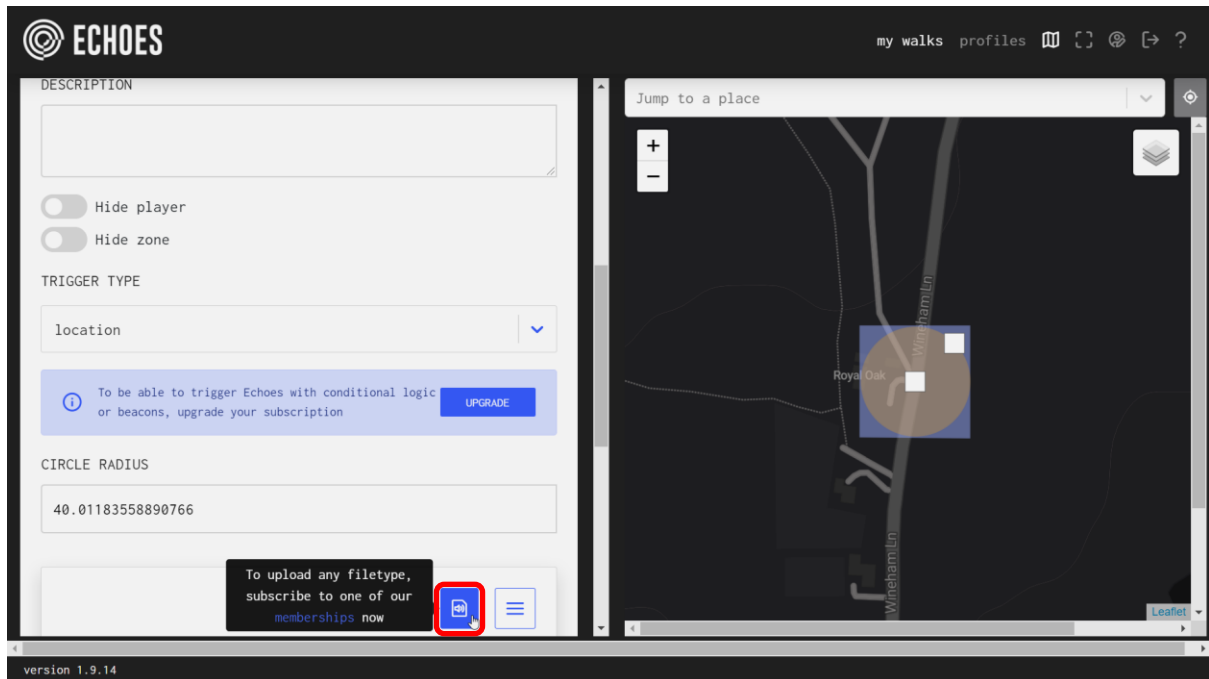 ECHOES
my walks profiles ?
DESCRIPTION
Jump to a place
+
−
Hide player
Hide zone
TRIGGER TYPE
location
To be able to trigger Echoes with conditional logic
or beacons, upgrade your subscription
UPGRADE
CIRCLE RADIUS
40.01183558890766
To upload any filetype,
subscribe to one of our
memberships now
Wineham Ln
Royal Oak
Wineham Ln
Leaflet
version 1.9.14